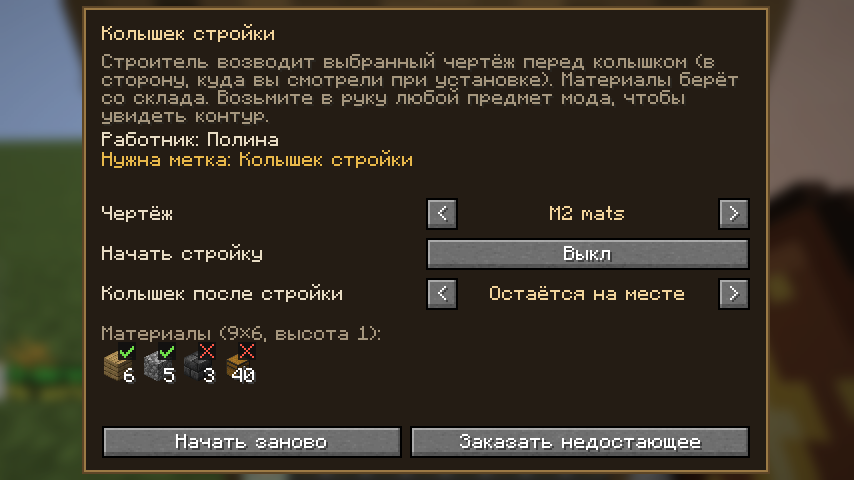 Колышек стройки
Строитель возводит выбранный чертёж перед колышком (в
сторону, куда вы смотрели при установке). Материалы берёт
со склада. Возьмите в руку любой предмет мода, чтобы
увидеть контур.
Работник: Полина
Нужна метка: Колышек стройки
Чертёж < M2 mats >
Начать стройку Выкл
Колышек после стройки < Остаётся на месте >
Материалы (9×6, высота 1):
6 5 3 40
Начать заново Заказать недостающее